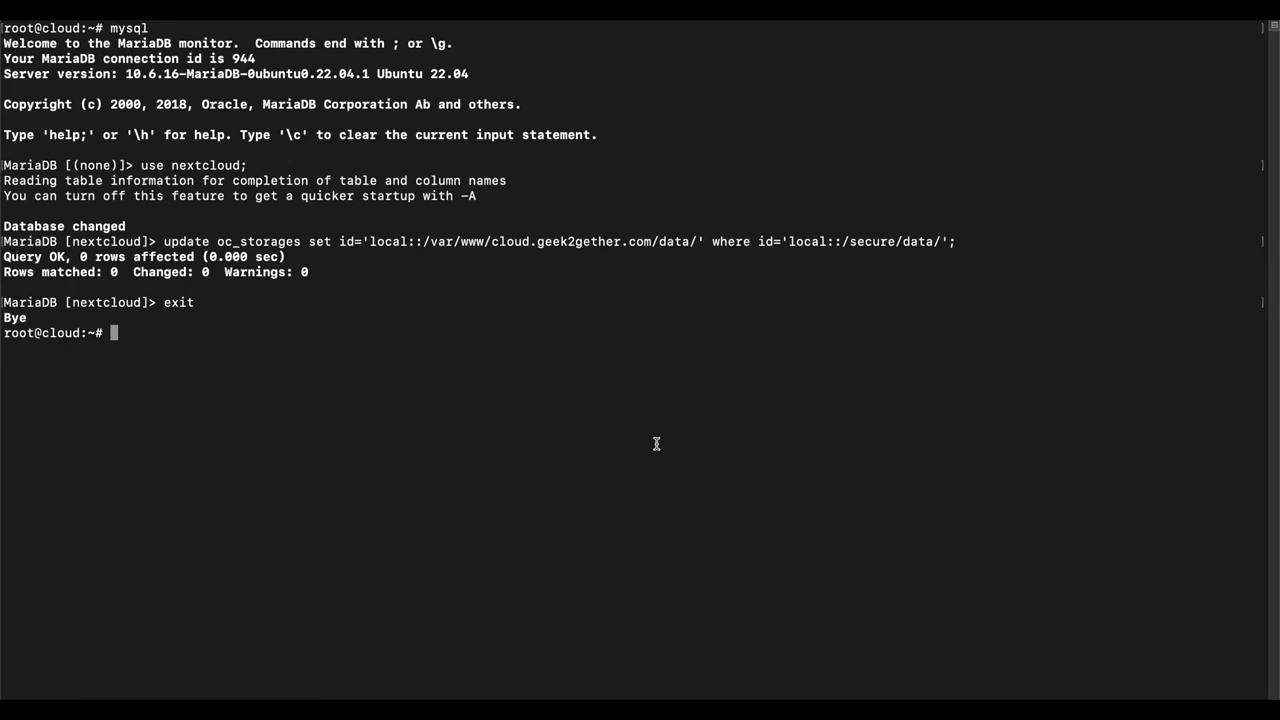 root@cloud:~# mysql
Welcome to the MariaDB monitor.  Commands end with ; or \g.
Your MariaDB connection id is 944
Server version: 10.6.16-MariaDB-0ubuntu0.22.04.1 Ubuntu 22.04
Copyright (c) 2000, 2018, Oracle, MariaDB Corporation Ab and others.
Type 'help;' or '\h' for help. Type '\c' to clear the current input statement.
MariaDB [(none)]> use nextcloud;
Reading table information for completion of table and column names
You can turn off this feature to get a quicker startup with -A
Database changed
MariaDB [nextcloud]> update oc_storages set id='local::/var/www/cloud.geek2gether.com/data/' where id='local::/secure/data/';
Query OK, 0 rows affected (0.000 sec)
Rows matched: 0  Changed: 0  Warnings: 0
MariaDB [nextcloud]> exit
Bye
root@cloud:~#